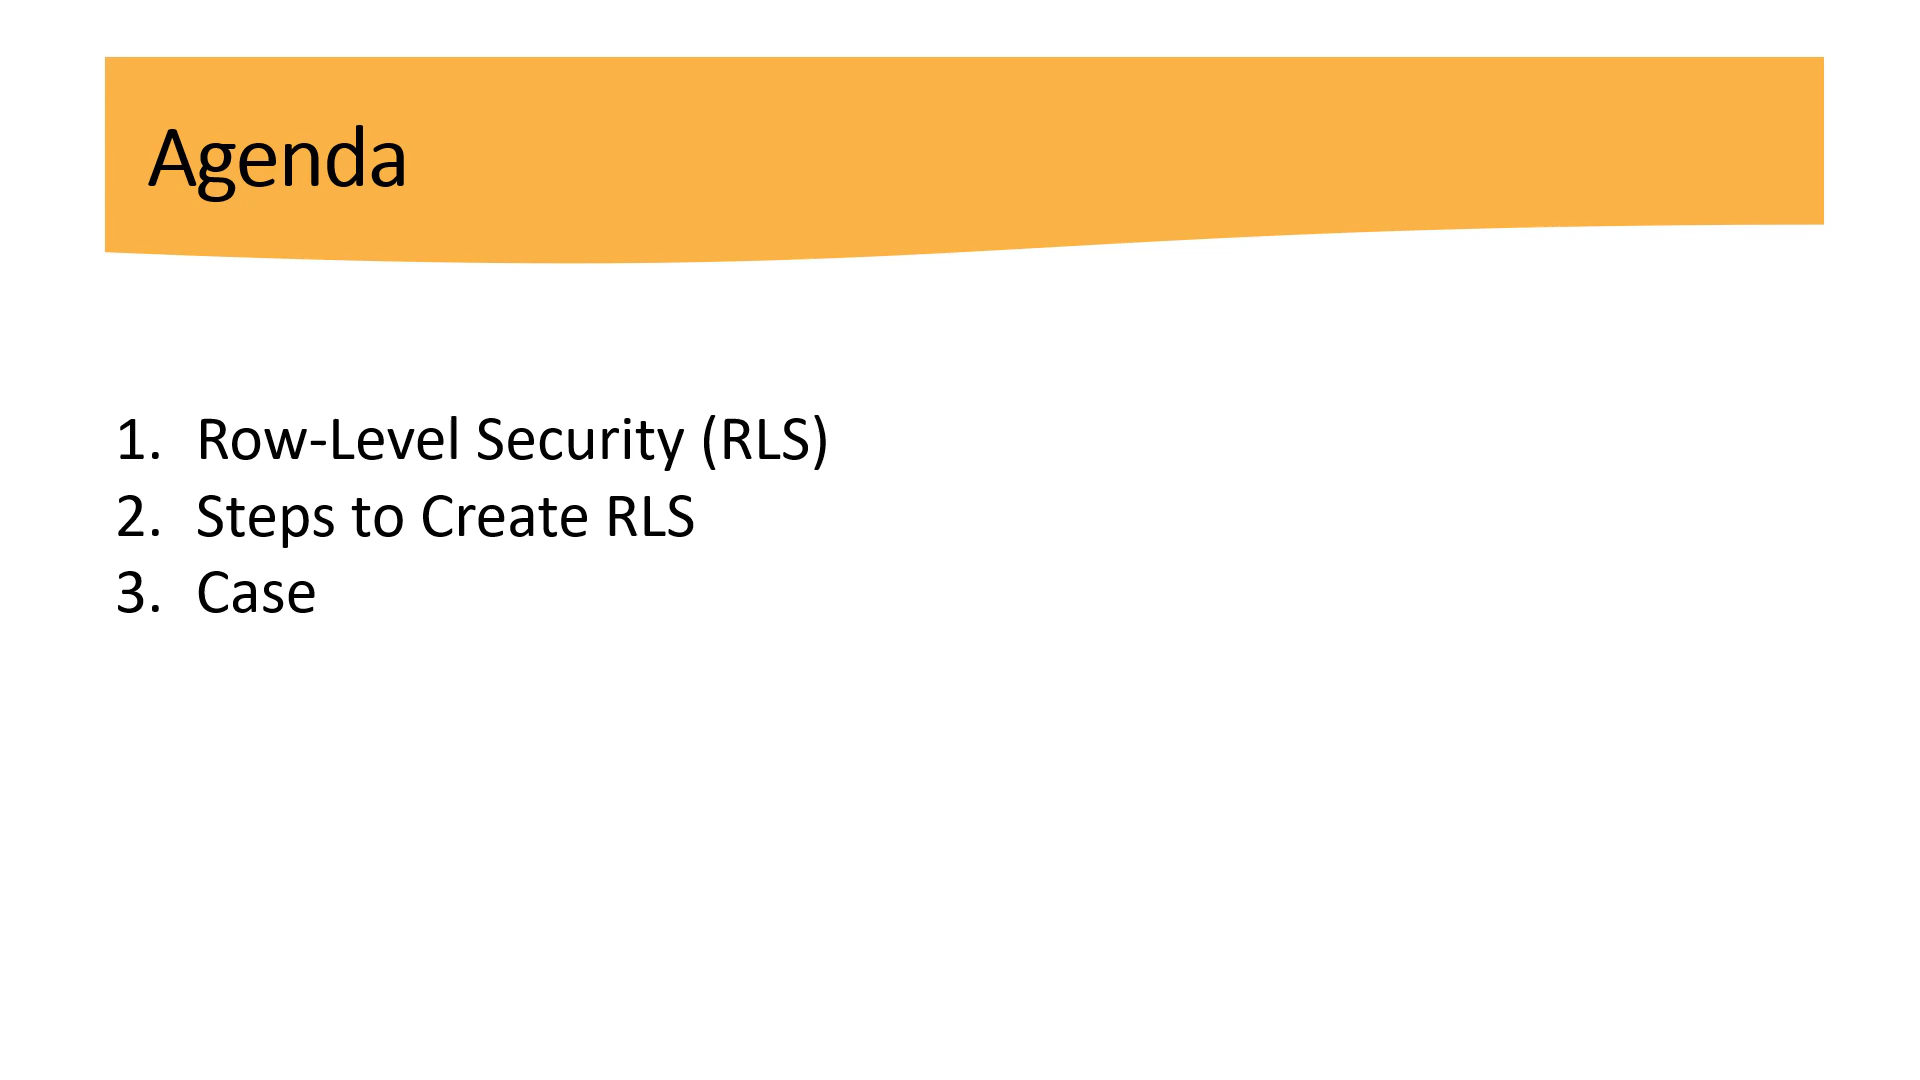 Agenda
1. Row-Level Security (RLS)
2. Steps to Create RLS
3. Case